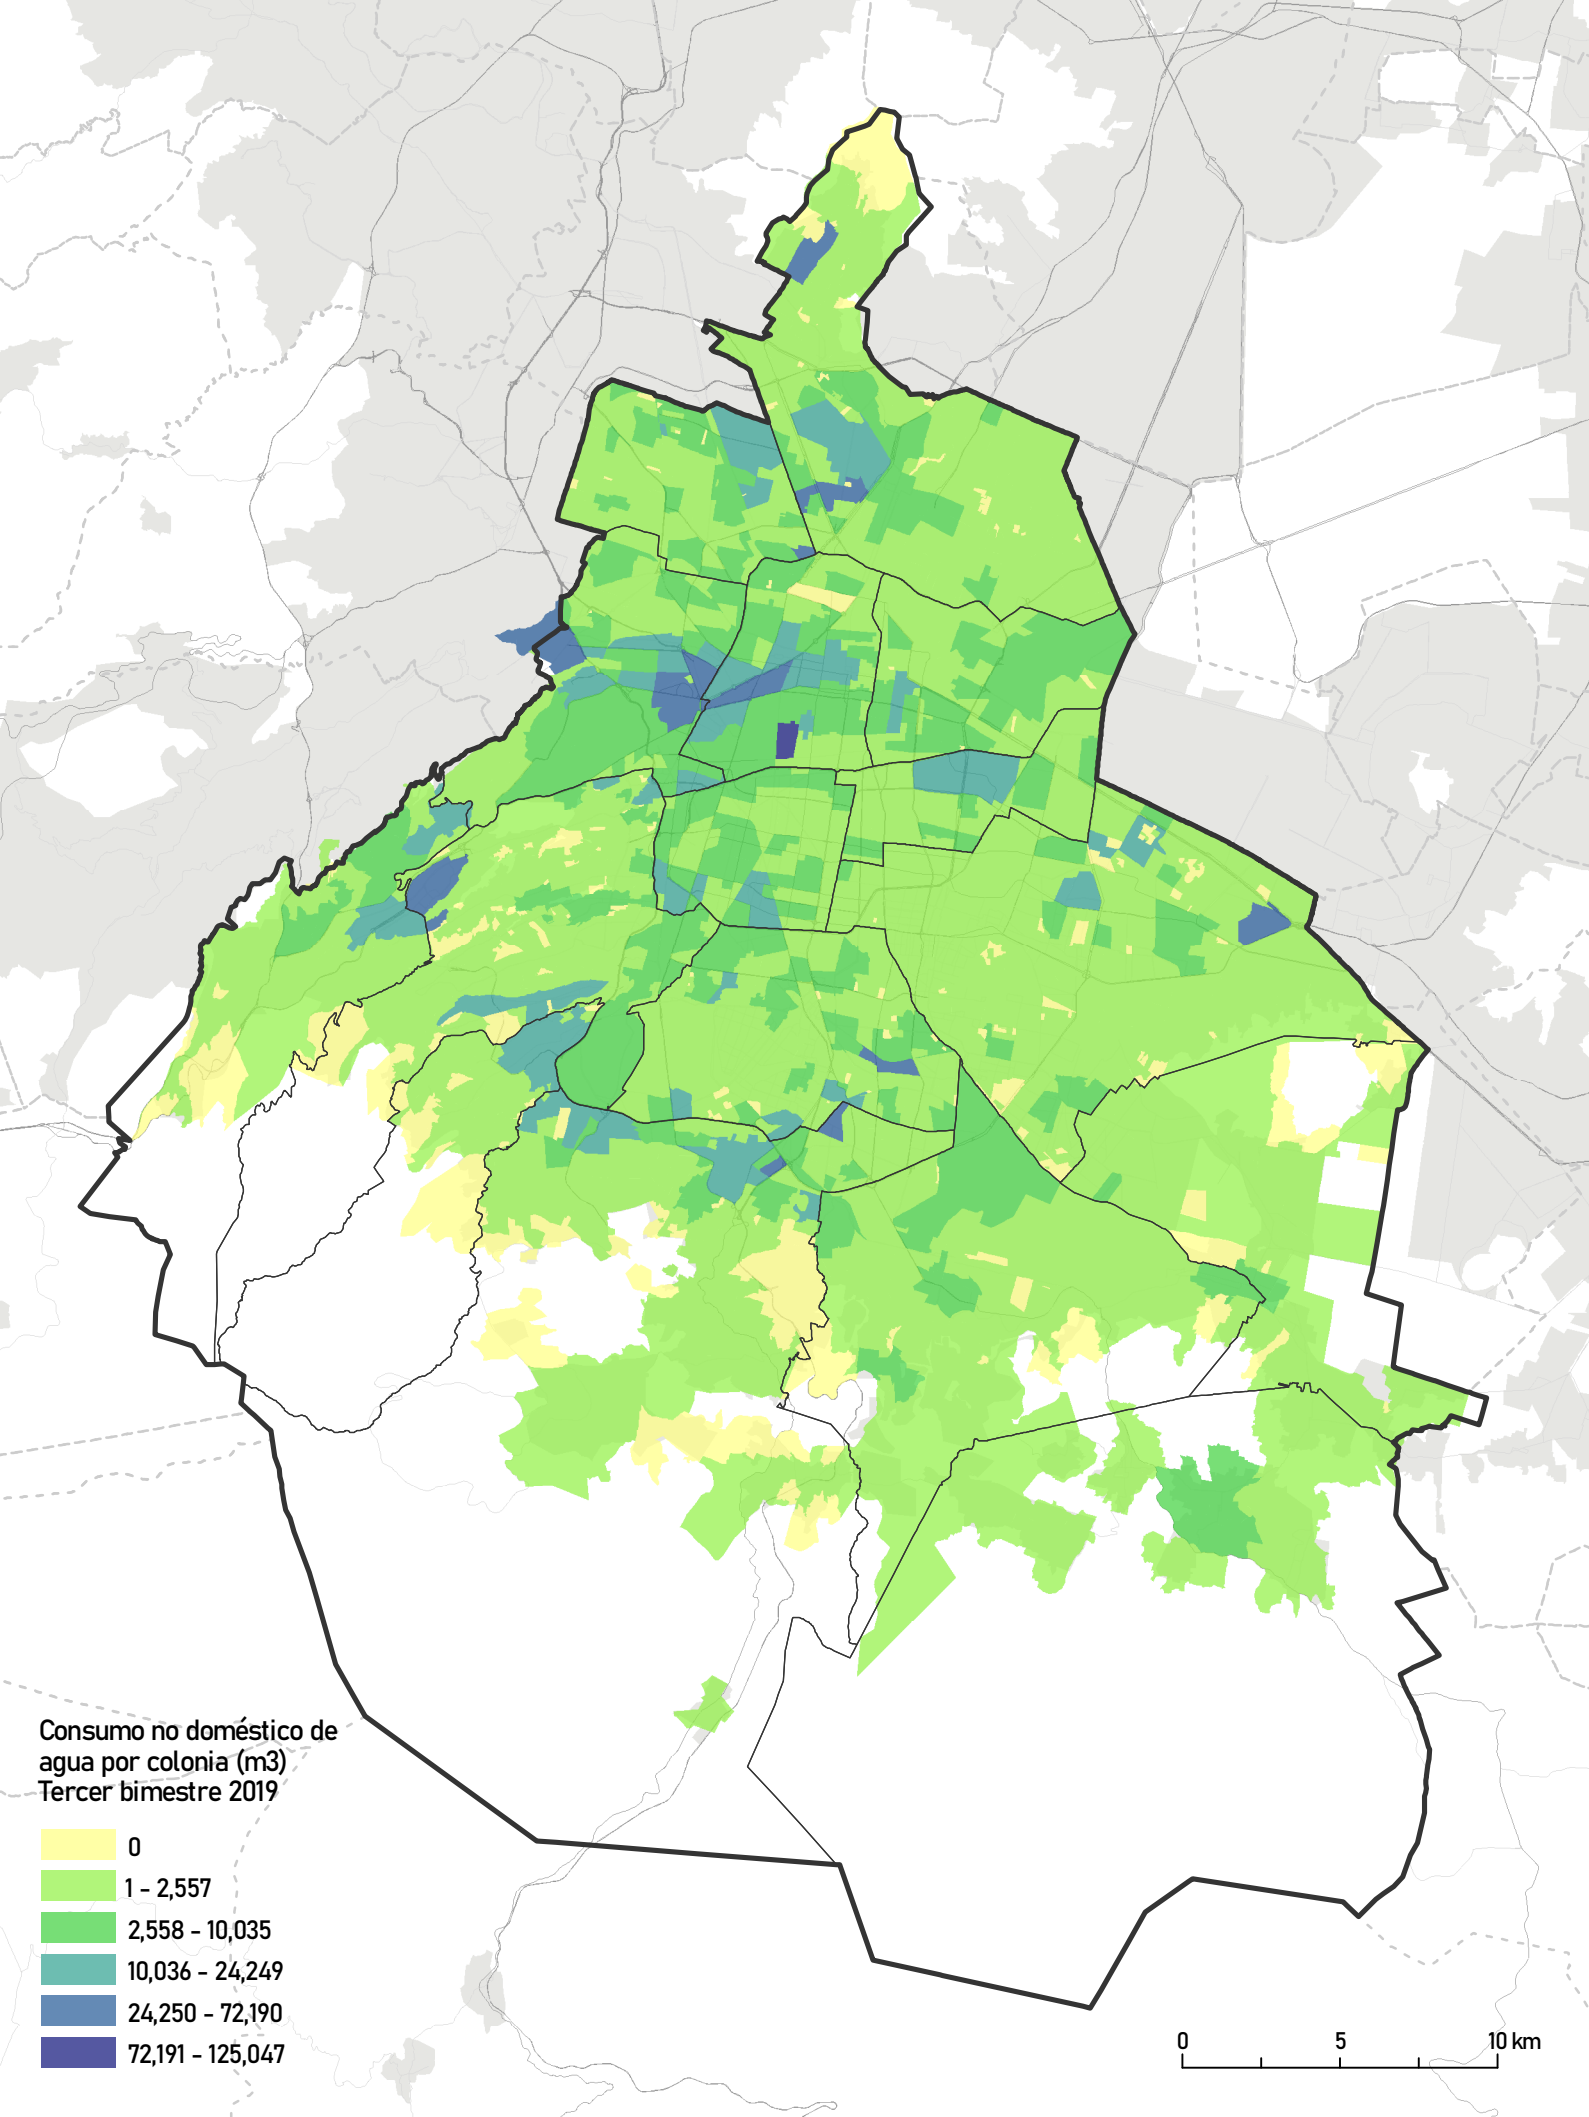 Consumo no doméstico de
agua por colonia (m3)
Tercer bimestre 2019
0
1 - 2,557
2,558 - 10,035
10,036 - 24,249
24,250 - 72,190
72,191 - 125,047
0 5 10 km